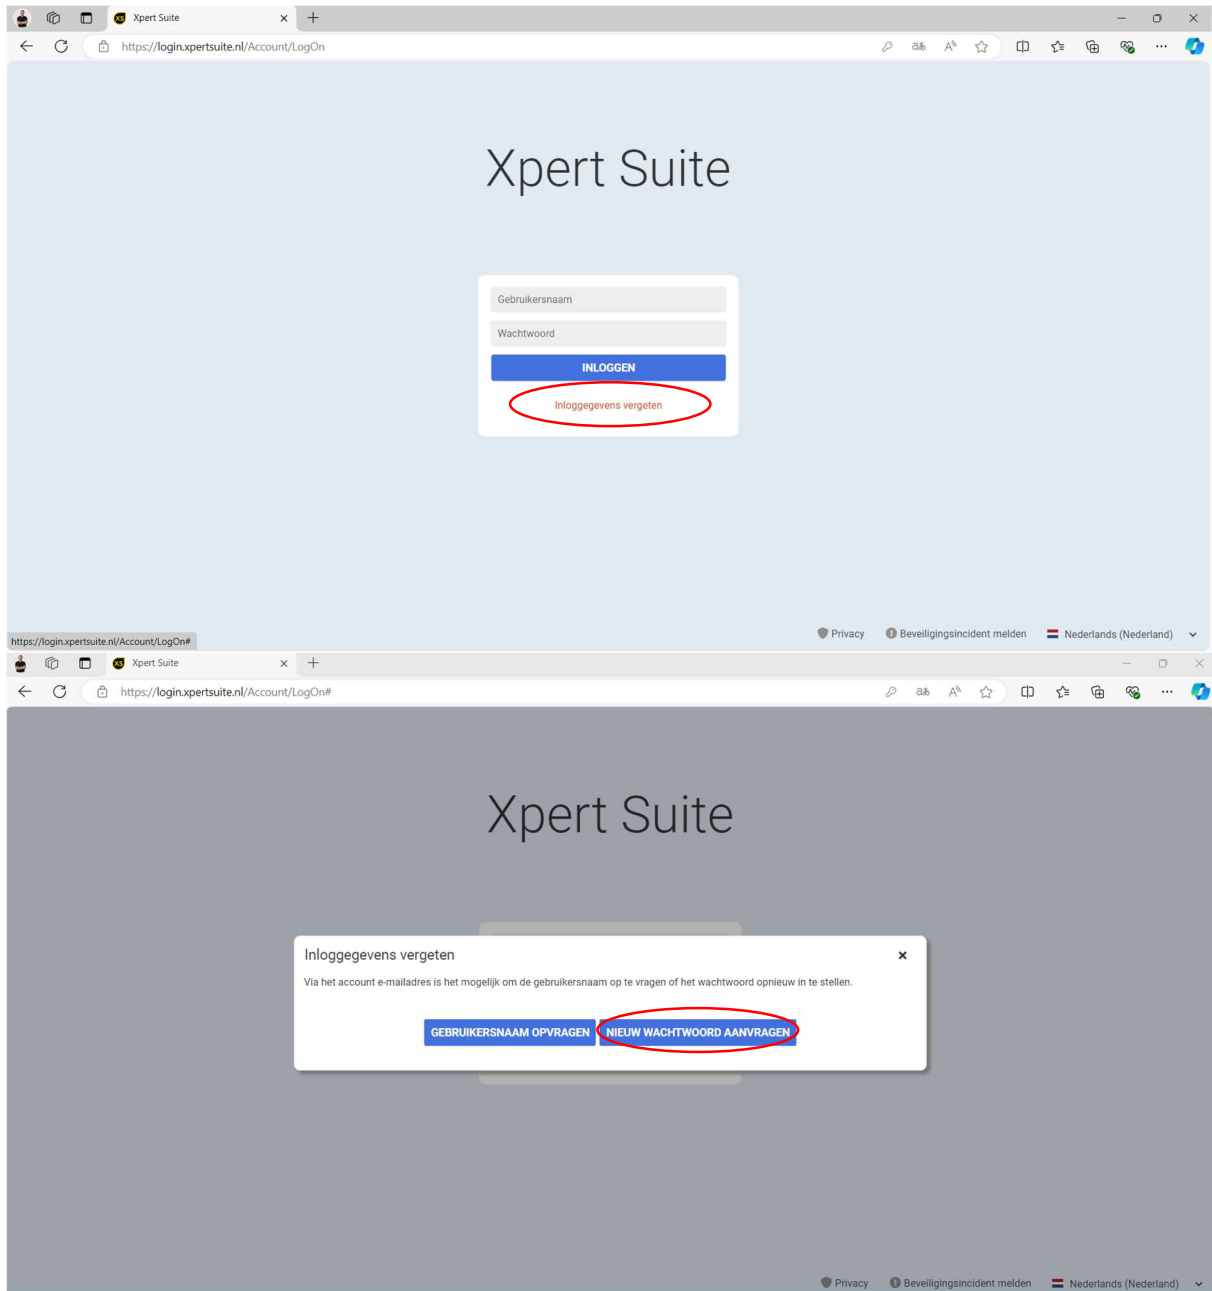 Xpert Suite
https://login.xpertsuite.nl/Account/LogOn
Xpert Suite
Gebruikersnaam
Wachtwoord
INLOGGEN
Inloggegevens vergeten
https://login.xpertsuite.nl/Account/LogOn#
Privacy Beveiligingsincident melden Nederlands (Nederland)
Xpert Suite
https://login.xpertsuite.nl/Account/LogOn#
Xpert Suite
Inloggegevens vergeten
Via het account e-mailadres is het mogelijk om de gebruikersnaam op te vragen of het wachtwoord opnieuw in te stellen.
GEBRUIKERSNAAM OPVRAGEN NIEUW WACHTWOORD AANVRAGEN
Privacy Beveiligingsincident melden Nederlands (Nederland)